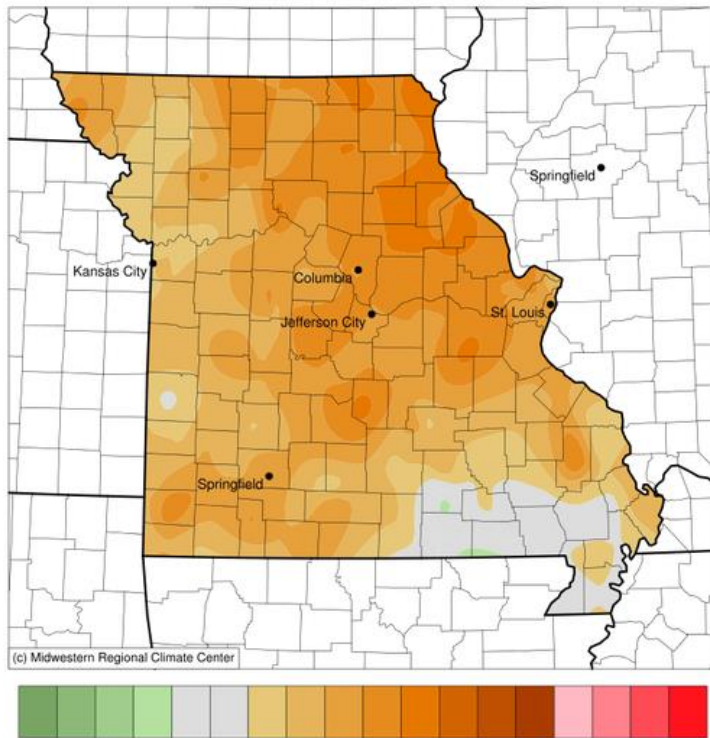 Springfield
Kansas City
Columbia
Jefferson City
St. Louis
Springfield
(c) Midwestern Regional Climate Center